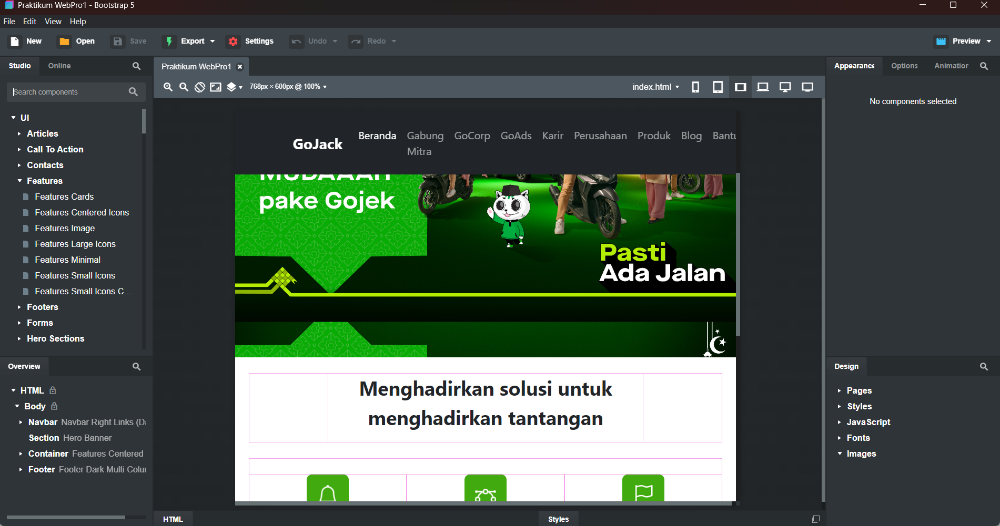 Praktikum WebPro1 - Bootstrap 5
File Edit View Help
New Open Save Export Settings Undo Redo Preview
Studio Online
Praktikum WebPro1
Appearance Options Animation
Search components
768px × 600px @ 100%
index.html
No components selected
UI
Articles
Call To Action
Contacts
Features
Features Cards
Features Centered Icons
Features Image
Features Large Icons
Features Minimal
Features Small Icons
Features Small Icons C...
Footers
Forms
Hero Sections
GoJack Beranda Gabung Mitra GoCorp GoAds Karir Perusahaan Produk Blog Bantu
MUDAAAH
pake Gojek
Pasti
Ada Jalan
Menghadirkan solusi untuk
menghadirkan tantangan
Overview
HTML
Body
Navbar Navbar Right Links (Da
Section Hero Banner
Container Features Centered
Footer Footer Dark Multi Colu
Design
Pages
Styles
JavaScript
Fonts
Images
HTML
Styles